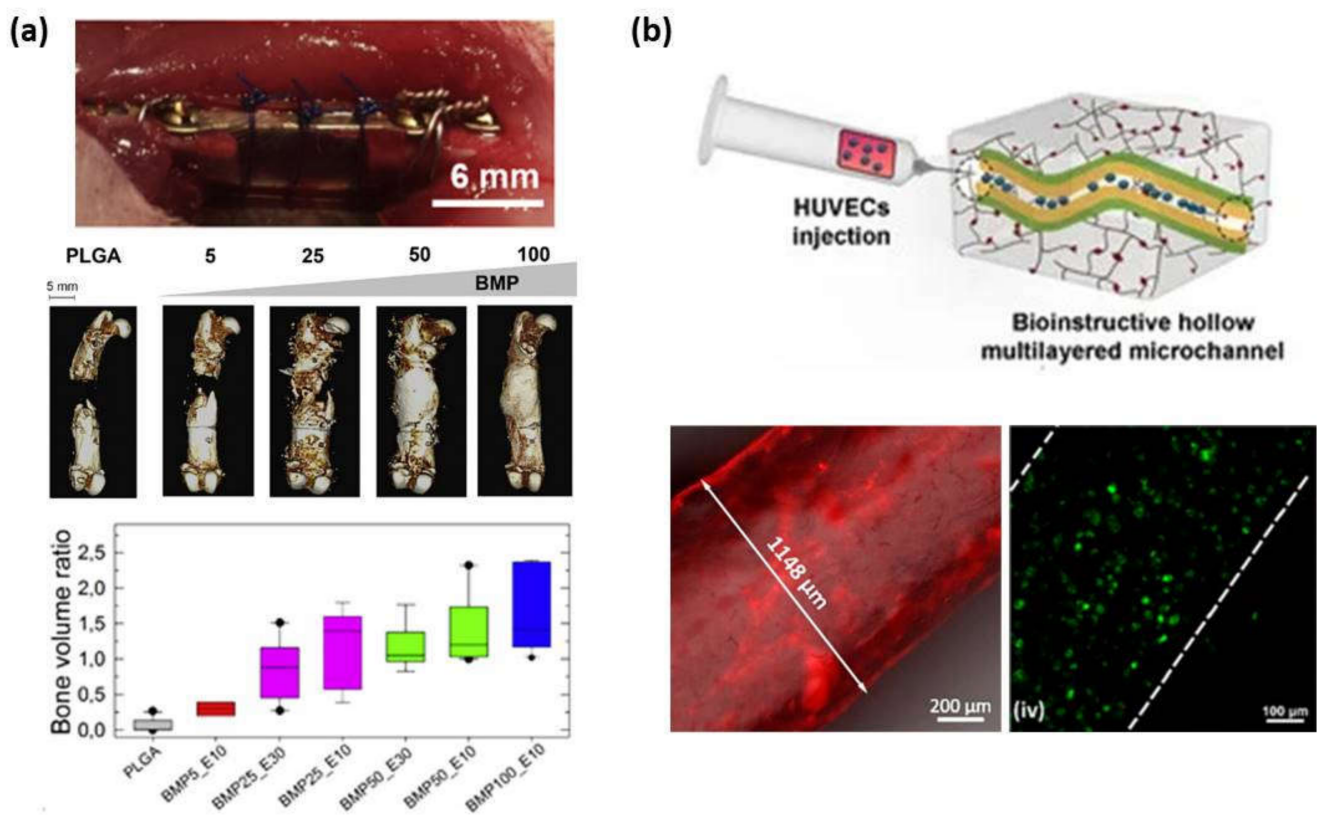 (a)
6 mm
PLGA 5 25 50 100
BMP
5 mm
Bone volume ratio
2,5
2,0
1,5
1,0
0,5
0,0
PLGA
BMP5_E10
BMP25_E30
BMP25_E10
BMP50_E30
BMP50_E10
BMP100_E10
(b)
HUVECs
injection
Bioinstructive hollow
multilayered microchannel
1148 µm
200 µm
(iv)
100 µm